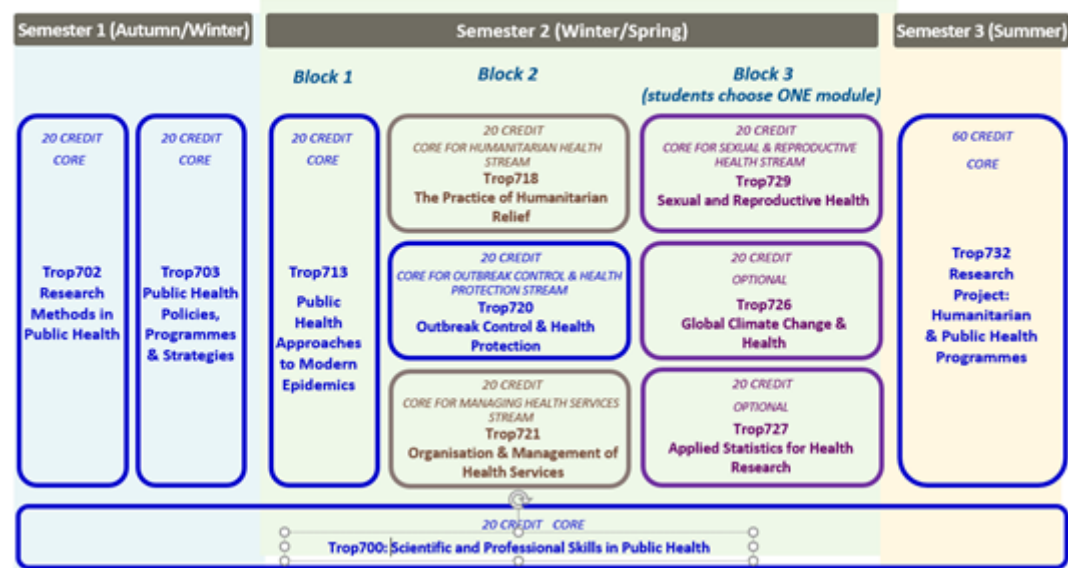 Semester 1 (Autumn/Winter)
Semester 2 (Winter/Spring)
Semester 3 (Summer)
Block 1
Block 2
Block 3
(students choose ONE module)
20 CREDIT
CORE
Trop702
Research
Methods in
Public Health
20 CREDIT
CORE
Trop703
Public Health
Policies,
Programmes
& Strategies
20 CREDIT
CORE
Trop713
Public
Health
Approaches
to Modern
Epidemics
20 CREDIT
CORE FOR HUMANITARIAN HEALTH
STREAM
Trop718
The Practice of Humanitarian
Relief
20 CREDIT
CORE FOR OUTBREAK CONTROL & HEALTH
PROTECTION STREAM
Trop720
Outbreak Control & Health
Protection
20 CREDIT
CORE FOR MANAGING HEALTH SERVICES
STREAM
Trop721
Organisation & Management of
Health Services
20 CREDIT
CORE FOR SEXUAL & REPRODUCTIVE
HEALTH STREAM
Trop729
Sexual and Reproductive Health
20 CREDIT
OPTIONAL
Trop726
Global Climate Change &
Health
20 CREDIT
OPTIONAL
Trop727
Applied Statistics for Health
Research
60 CREDIT
CORE
Trop732
Research
Project:
Humanitarian
& Public Health
Programmes
20 CREDIT CORE
Trop700: Scientific and Professional Skills in Public Health